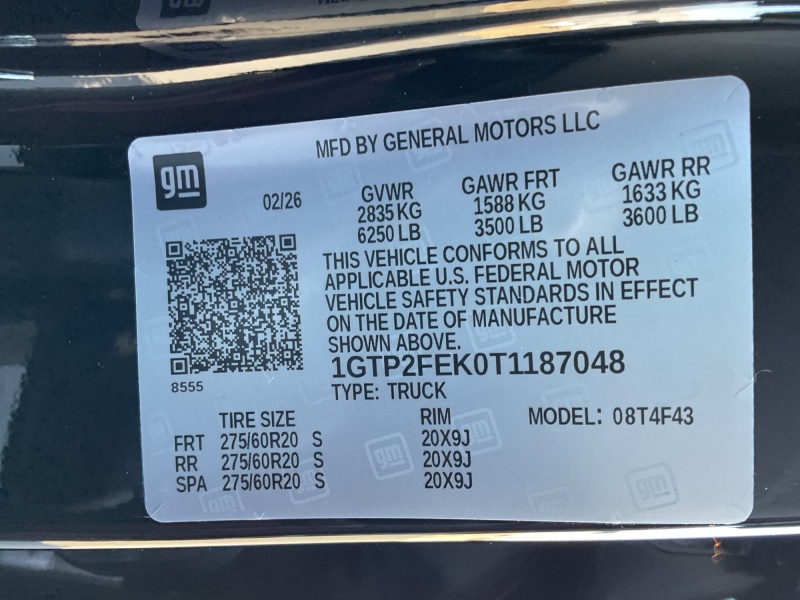 MFD BY GENERAL MOTORS LLC
gm
02/26
GVWR GAWR FRT GAWR RR
2835 KG 1588 KG 1633 KG
6250 LB 3500 LB 3600 LB
THIS VEHICLE CONFORMS TO ALL
APPLICABLE U.S. FEDERAL MOTOR
VEHICLE SAFETY STANDARDS IN EFFECT
ON THE DATE OF MANUFACTURE
SHOWN ABOVE.
1GTP2FEK0T1187048
8555
TYPE: TRUCK
TIRE SIZE RIM MODEL: 08T4F43
FRT 275/60R20 S 20X9J
RR 275/60R20 S 20X9J
SPA 275/60R20 S 20X9J
gm
gm